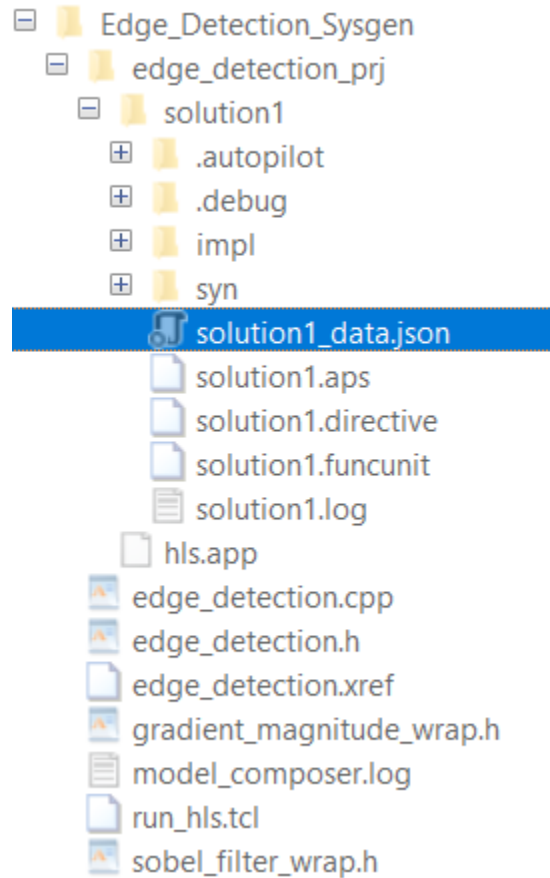 Edge_Detection_Sysgen
edge_detection_prj
solution1
.autopilot
.debug
impl
syn
solution1_data.json
solution1.aps
solution1.directive
solution1.funcunit
solution1.log
hls.app
edge_detection.cpp
edge_detection.h
edge_detection.xref
gradient_magnitude_wrap.h
model_composer.log
run_hls.tcl
sobel_filter_wrap.h